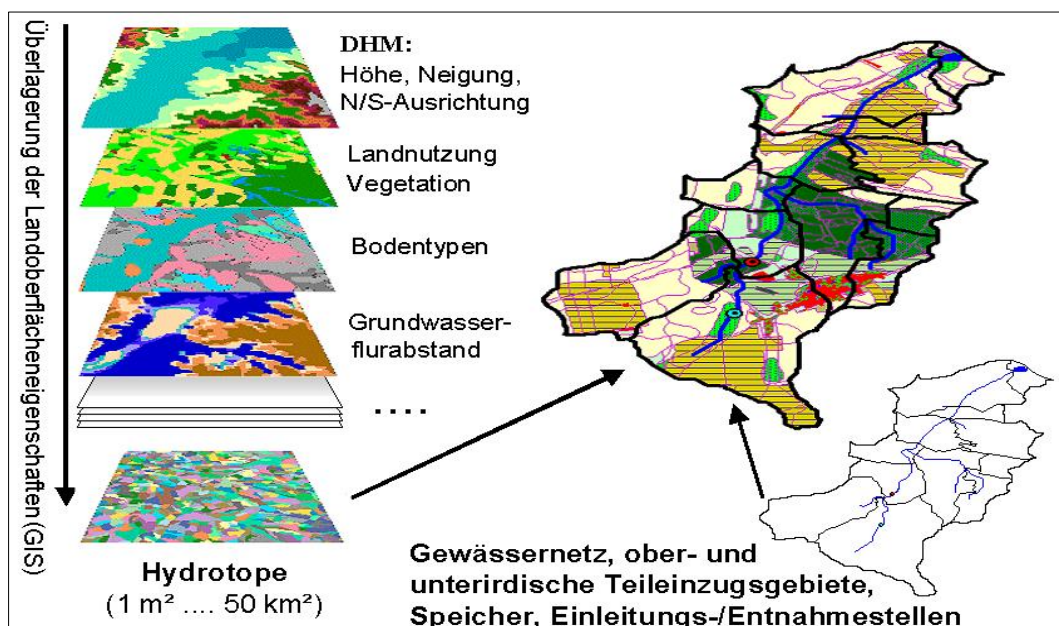 Überlagerung der Landoberflächeneigenschaften (GIS)
DHM:
Höhe, Neigung,
N/S-Ausrichtung
Landnutzung
Vegetation
Bodentypen
Grundwasser-
flurabstand
....
Hydrotope
(1 m² .... 50 km²)
Gewässernetz, ober- und
unterirdische Teileinzugsgebiete,
Speicher, Einleitungs-/Entnahmestellen